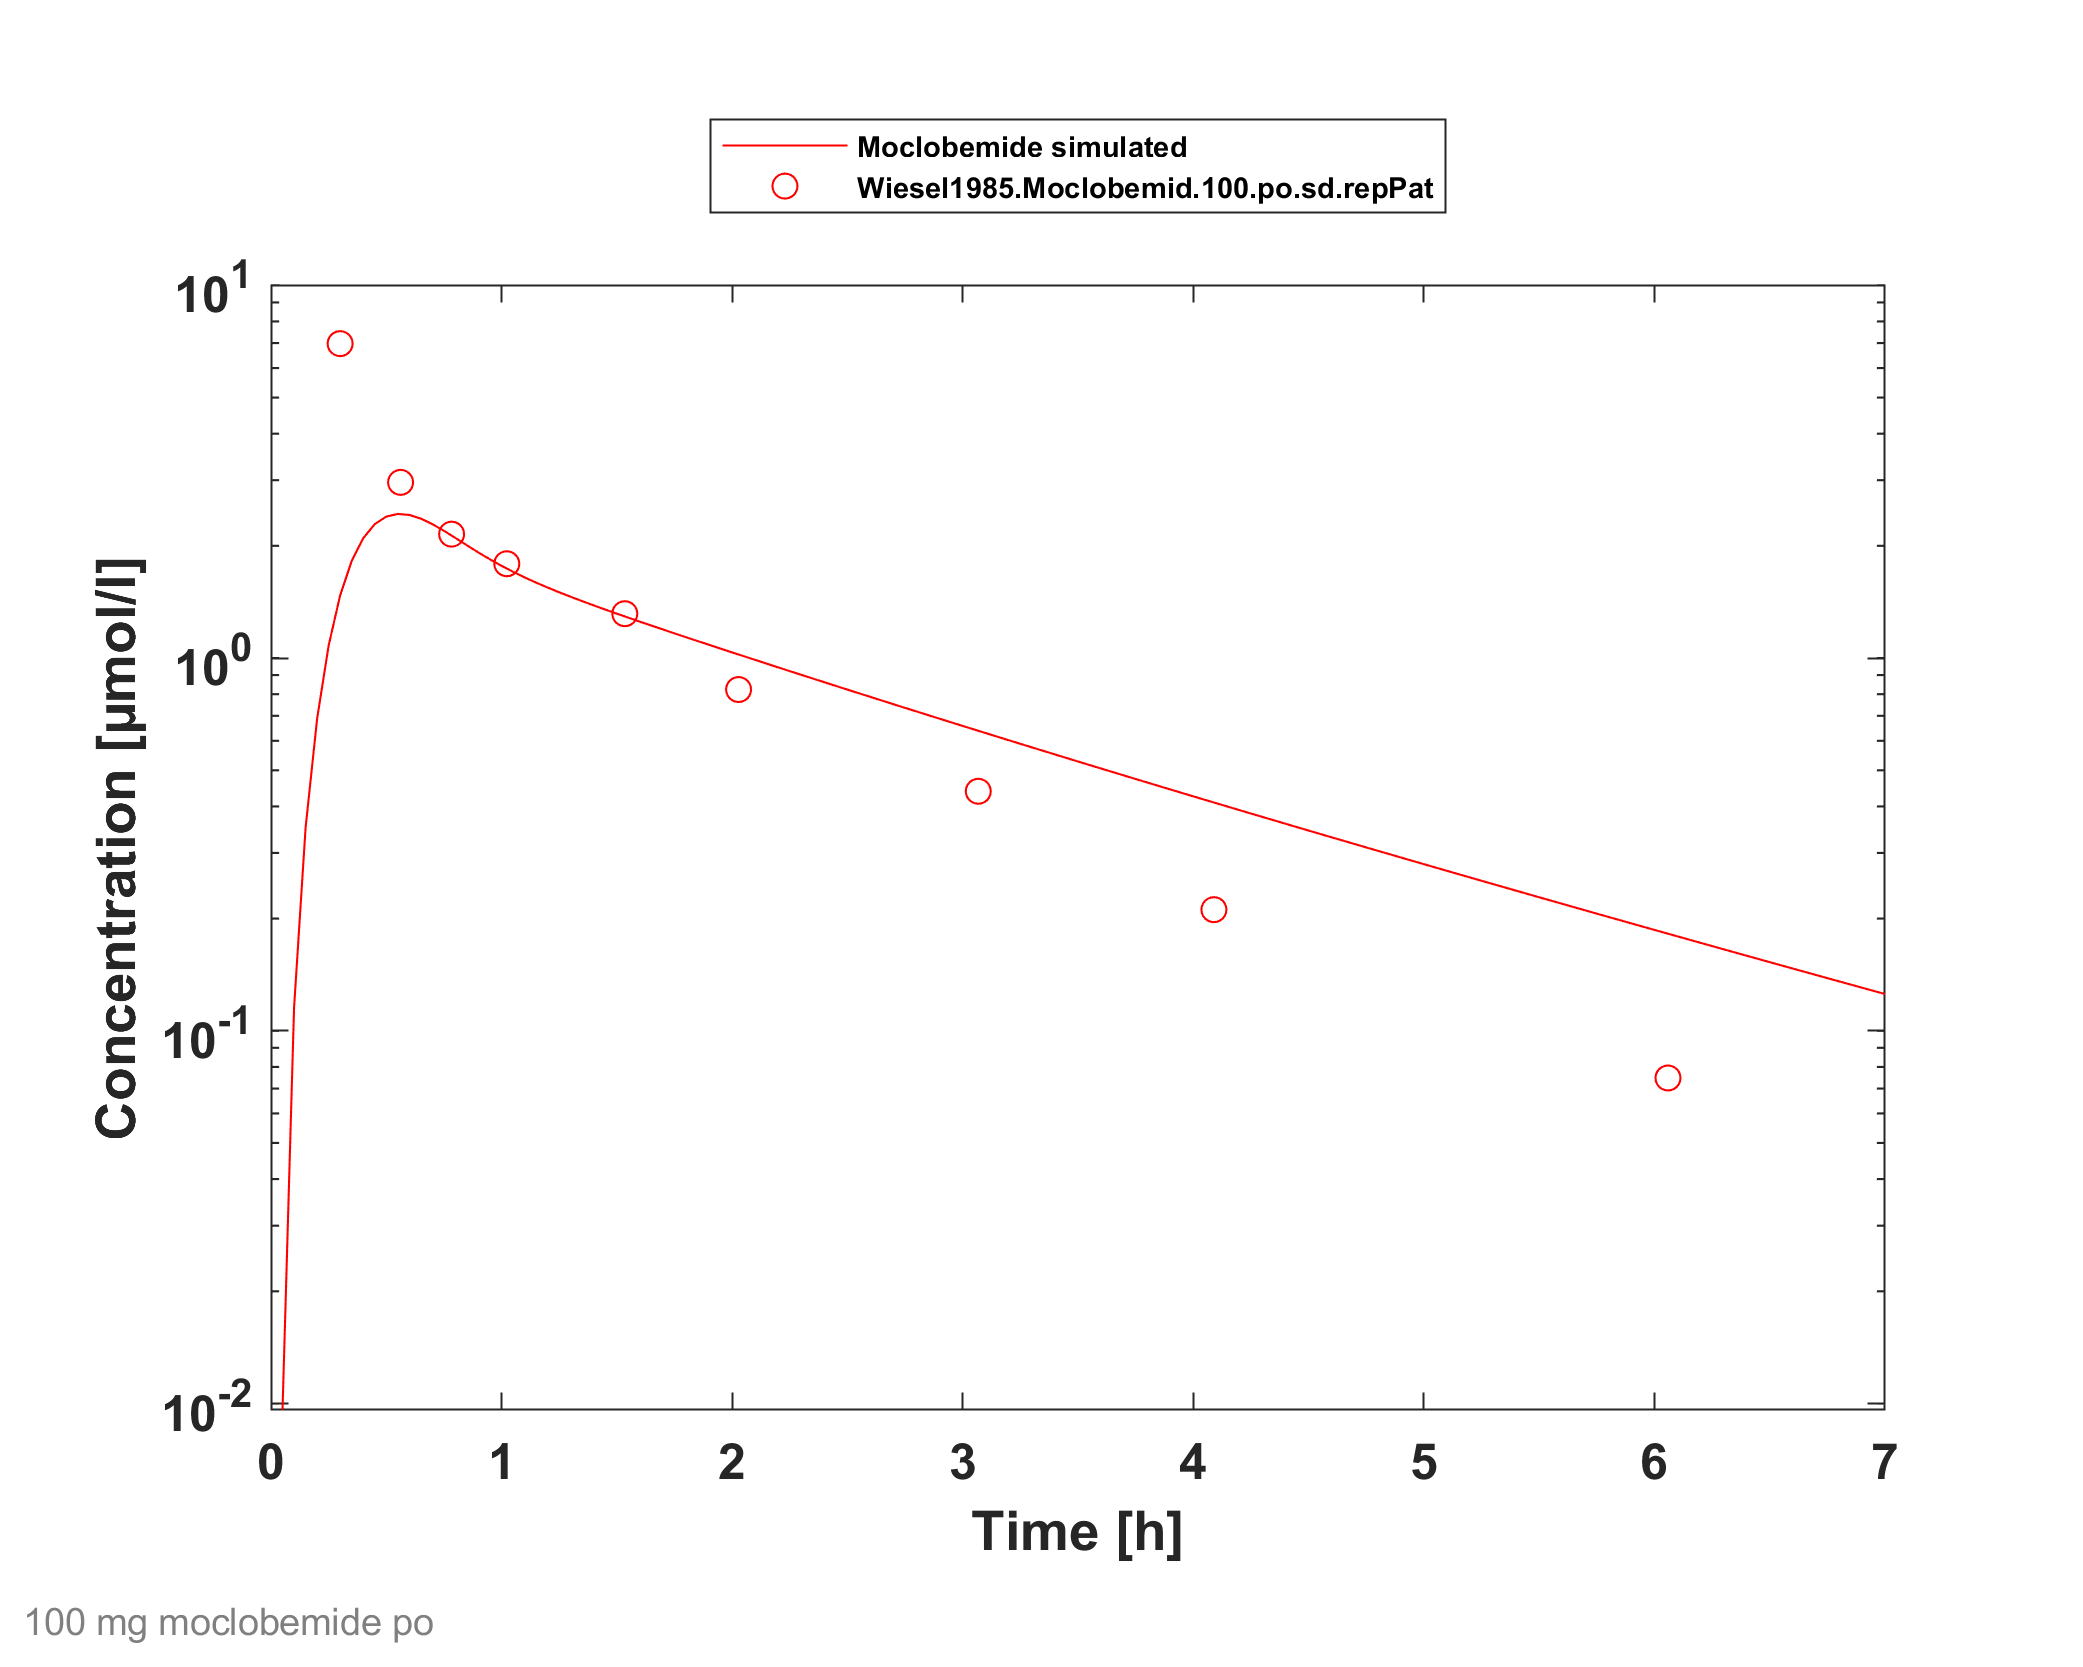 Moclobemide simulated
Wiesel1985.Moclobemid.100.po.sd.repPat
10^1
10^0
10^-1
10^-2
Concentration [µmol/l]
0 1 2 3 4 5 6 7
Time [h]
100 mg moclobemide po